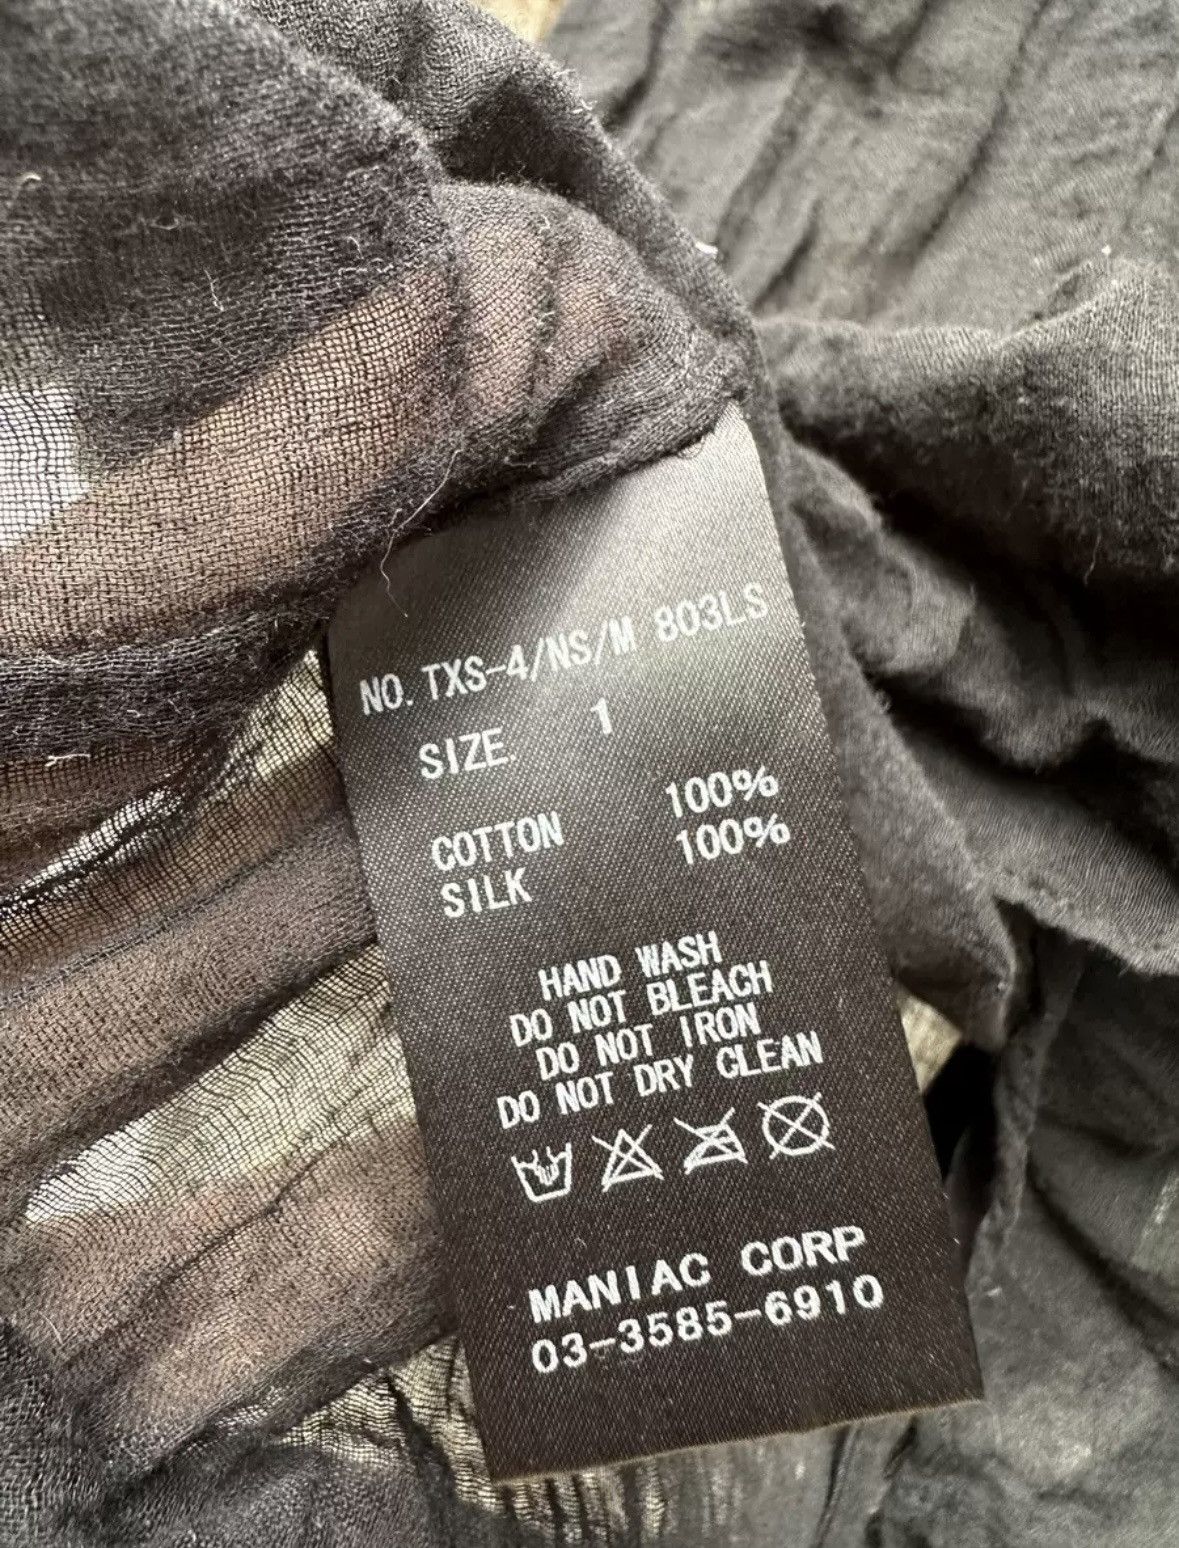 NO. TXS-4/NS/M 803LS
SIZE. 1
COTTON 100%
SILK 100%
HAND WASH
DO NOT BLEACH
DO NOT IRON
DO NOT DRY CLEAN
MANIAC CORP
03-3585-6910